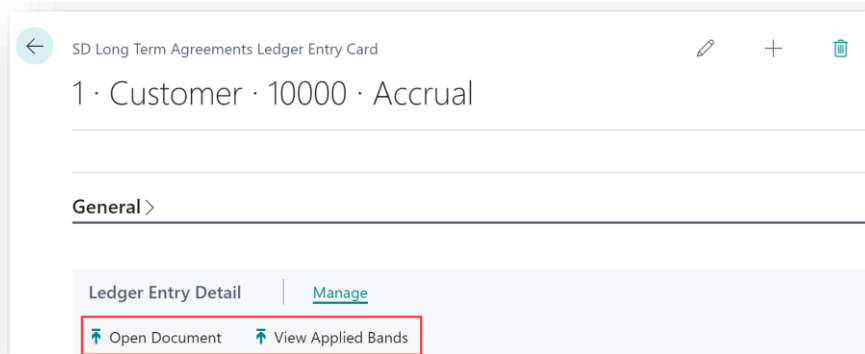 SD Long Term Agreements Ledger Entry Card
1 · Customer · 10000 · Accrual
General
Ledger Entry Detail Manage
Open Document View Applied Bands